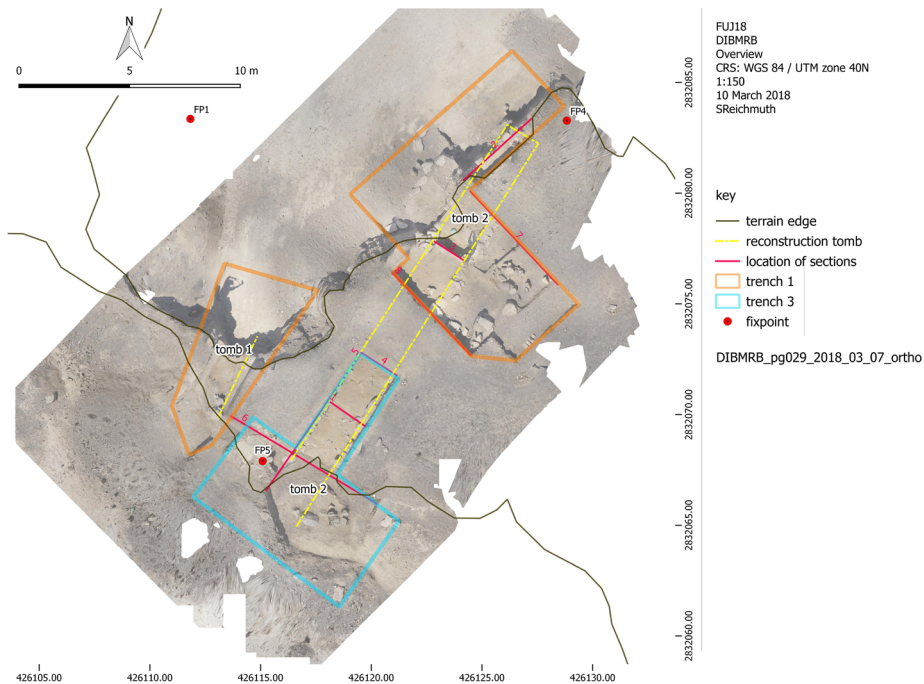 N
0 5 10 m
FP1
FP4
2
tomb 2
7
3
tomb 1
5
4
6
FP5
tomb 2
2832085.00
2832080.00
2832075.00
2832070.00
2832065.00
2832060.00
426105.00 426110.00 426115.00 426120.00 426125.00 426130.00
FUJ18
DIBMRB
Overview
CRS: WGS 84 / UTM zone 40N
1:150
10 March 2018
SReichmuth
key
terrain edge
reconstruction tomb
location of sections
trench 1
trench 3
fixpoint
DIBMRB_pg029_2018_03_07_ortho